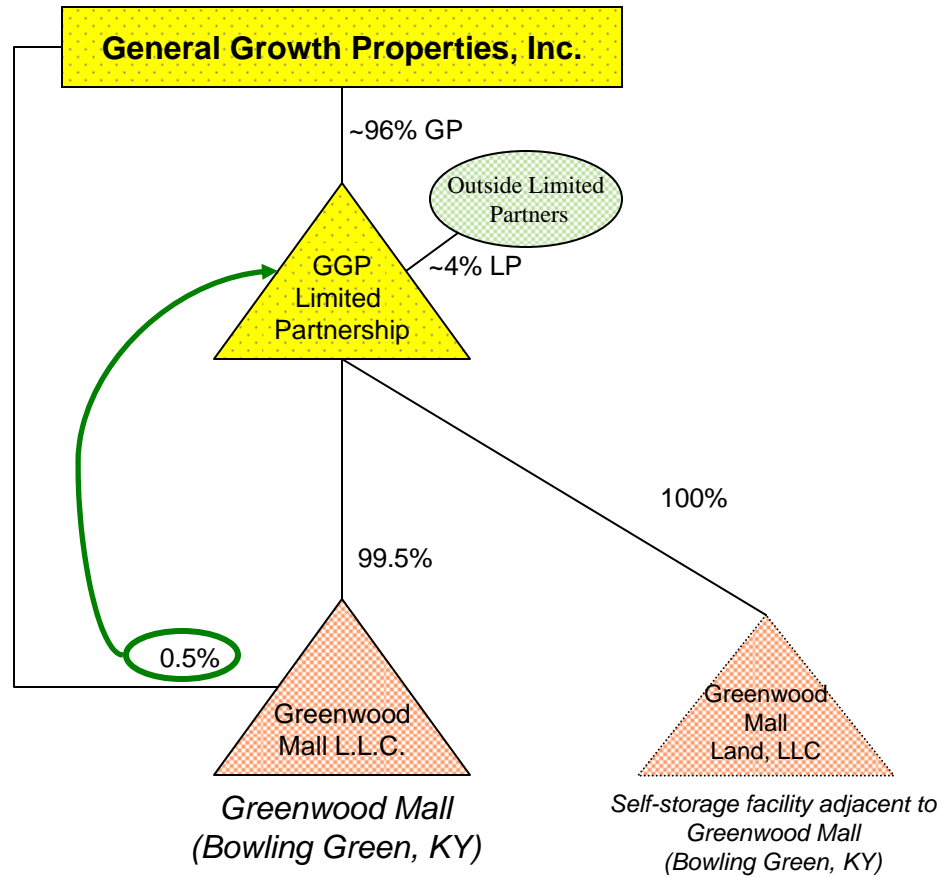 General Growth Properties, Inc.
~96% GP
Outside Limited
Partners
~4% LP
GGP
Limited
Partnership
100%
99.5%
0.5%
Greenwood
Mall L.L.C.
Greenwood
Mall
Land, LLC
Greenwood Mall
(Bowling Green, KY)
Self-storage facility adjacent to
Greenwood Mall
(Bowling Green, KY)